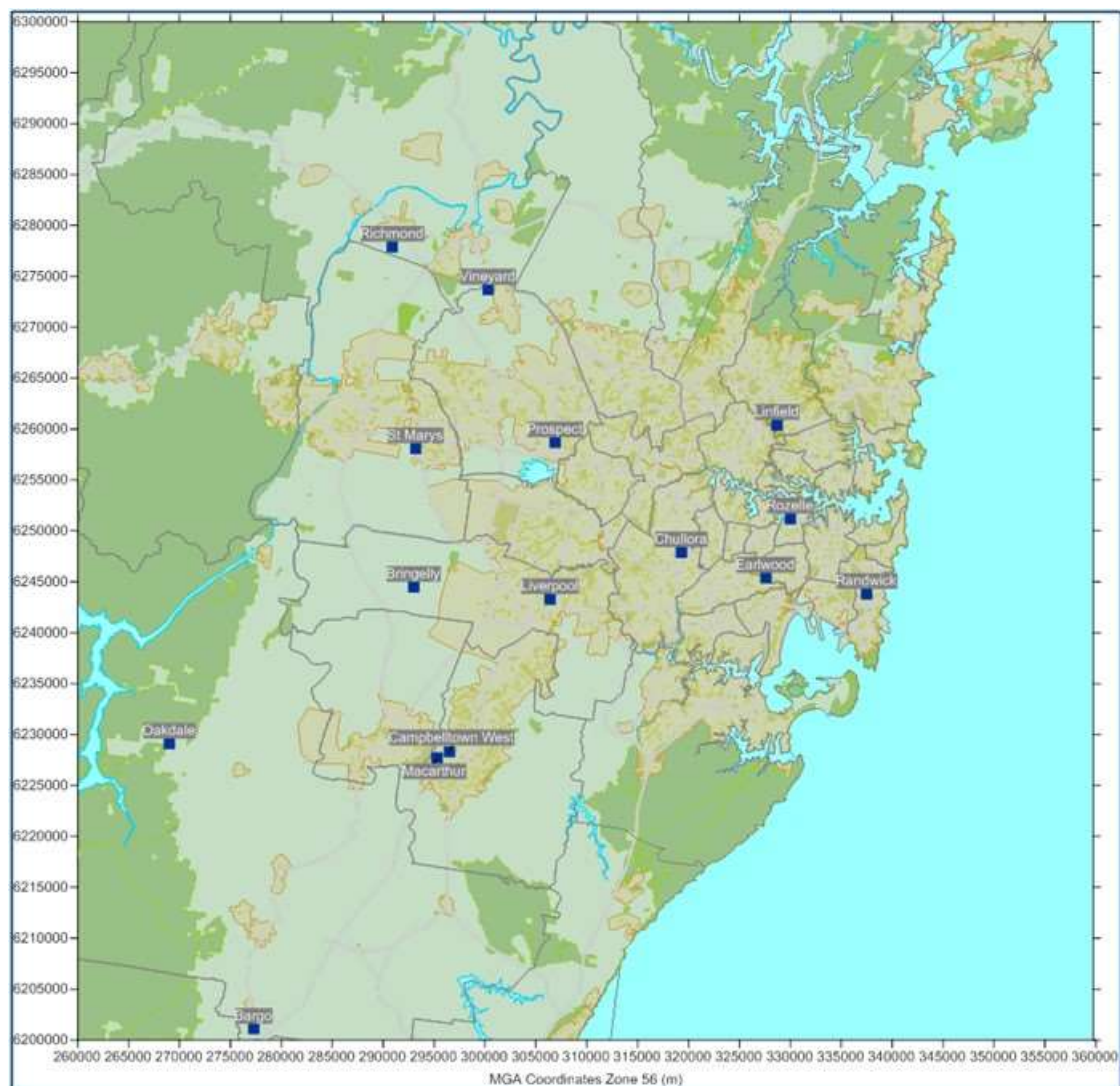 6300000
6295000
6290000
6285000
6280000
Richmond
6275000
Vineyard
6270000
6265000
Linfield
6260000
St Marys
Prospect
6255000
Rozelle
6250000
Chullora
Earlwood
6245000
Bringelly
Liverpool
Randwick
6240000
6235000
6230000
Oakdale
Campbelltown West
Macarthur
6225000
6220000
6215000
6210000
6205000
Bargo
6200000
260000 265000 270000 275000 280000 285000 290000 295000 300000 305000 310000 315000 320000 325000 330000 335000 340000 345000 350000 355000 360000
MGA Coordinates Zone 56 (m)